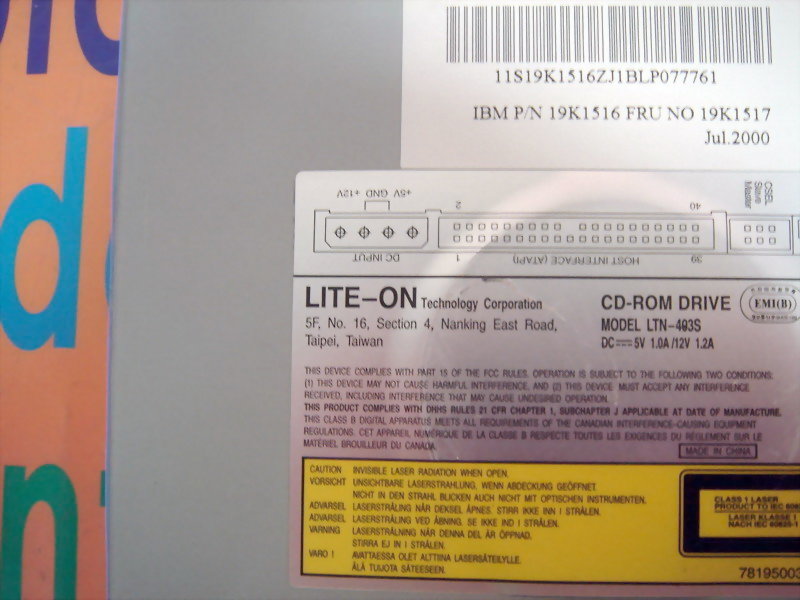 11S19K1516ZJ1BLP077761
IBM P/N 19K1516 FRU NO 19K1517
Jul.2000
+12V GND +5V
2
40
CSEL
Slave
Master
DC INPUT
1
HOST INTERFACE (ATAPI)
39
LITE-ON Technology Corporation
5F, No. 16, Section 4, Nanking East Road,
Taipei, Taiwan
CD-ROM DRIVE
MODEL LTN-403S
DC 5V 1.0A/12V 1.2A
EMI(B)
THIS DEVICE COMPLIES WITH PART 15 OF THE FCC RULES. OPERATION IS SUBJECT TO THE FOLLOWING TWO CONDITIONS:
(1) THIS DEVICE MAY NOT CAUSE HARMFUL INTERFERENCE, AND (2) THIS DEVICE MUST ACCEPT ANY INTERFERENCE
RECEIVED, INCLUDING INTERFERENCE THAT MAY CAUSE UNDESIRED OPERATION.
THIS PRODUCT COMPLIES WITH DHHS RULES 21 CFR CHAPTER 1, SUBCHAPTER J APPLICABLE AT DATE OF MANUFACTURE.
THIS CLASS B DIGITAL APPARATUS MEETS ALL REQUIREMENTS OF THE CANADIAN INTERFERENCE-CAUSING EQUIPMENT
REGULATIONS. CET APPAREIL NUMÉRIQUE DE LA CLASSE B RESPECTE TOUTES LES EXIGENCES DU RÈGLEMENT SUR LE
MATÉRIEL BROUILLEUR DU CANADA.
MADE IN CHINA
CAUTION INVISIBLE LASER RADIATION WHEN OPEN.
VORSICHT UNSICHTBARE LASERSTRAHLUNG, WENN ABDECKUNG GEÖFFNET.
NICHT IN DEN STRAHL BLICKEN AUCH NICHT MIT OPTISCHEN INSTRUMENTEN.
ADVARSEL LASERSTRÅLING NÅR DEKSEL ÅPNES. STIRR IKKE INN I STRÅLEN.
ADVARSEL LASERSTRÅLING VED ÅBNING. SE IKKE IND I STRÅLEN.
VARNING LASERSTRÅLNING NÄR DENNA DEL ÄR ÖPPNAD,
STIRRA EJ IN I STRÅLEN.
VARO! AVATTAESSA OLET ALTTIINA LASERSÄTEILYLLE.
ÄLÄ TUIJOTA SÄTEESEEN.
CLASS 1 LASER
PRODUCT TO IEC
LASER KLASSE 1
NACH IEC
7819500